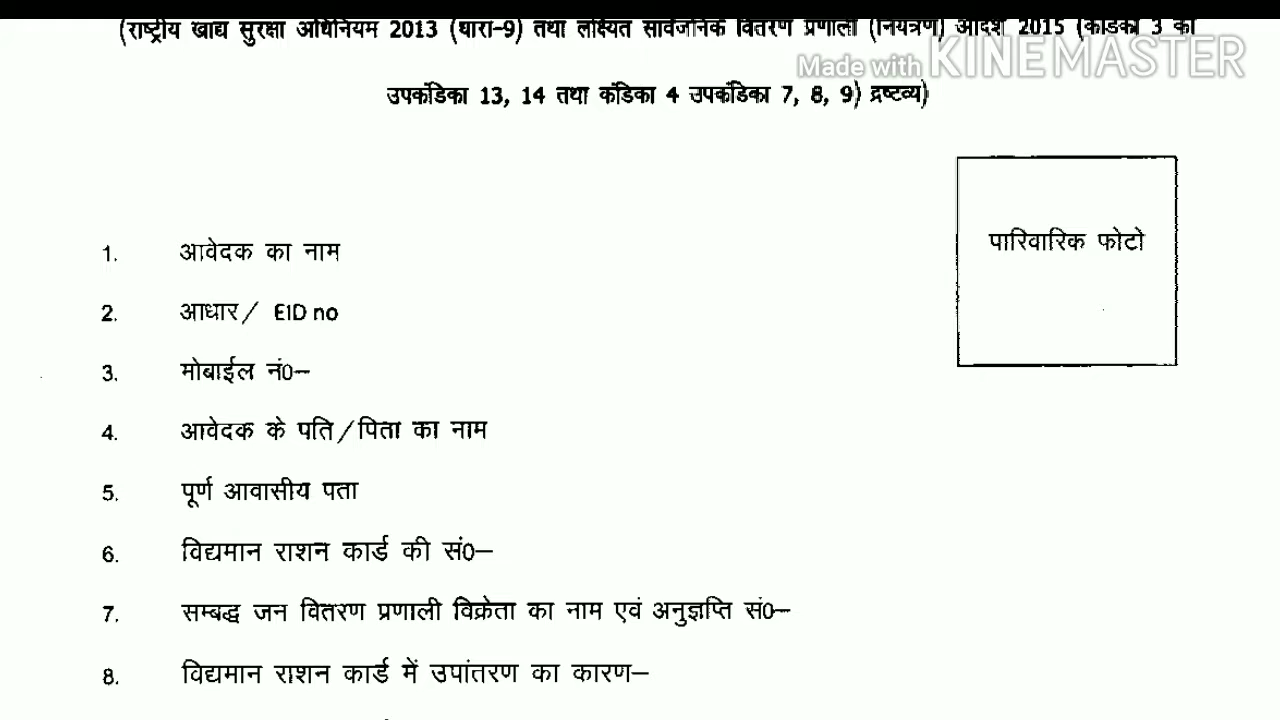 (राष्ट्रीय खाद्य सुरक्षा अधिनियम 2013 (धारा-9) तथा लक्ष्यित सार्वजनिक वितरण प्रणाली (नियंत्रण) आदेश 2015 (कंडिका 3 की
Made with KINEMASTER
उपकंडिका 13, 14 तथा कंडिका 4 उपकंडिका 7, 8, 9) द्रष्टव्य)
पारिवारिक फोटो
1. आवेदक का नाम
2. आधार/ EID no
3. मोबाईल नं0–
4. आवेदक के पति/पिता का नाम
5. पूर्ण आवासीय पता
6. विद्यमान राशन कार्ड की सं0–
7. सम्बद्ध जन वितरण प्रणाली विक्रेता का नाम एवं अनुज्ञप्ति सं0–
8. विद्यमान राशन कार्ड में उपांतरण का कारण–